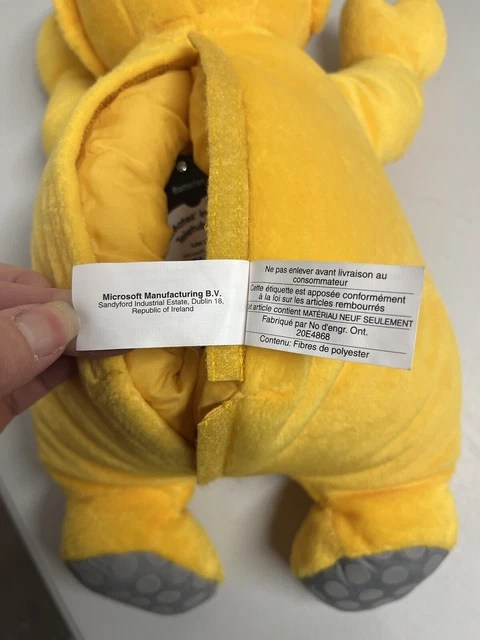 Microsoft Manufacturing B.V.
Sandyford Industrial Estate, Dublin 18,
Republic of Ireland
Ne pas enlever avant livraison au
consommateur
Cette étiquette est apposée conformément
à la loi sur les articles rembourrés
article contient MATÉRIAU NEUF SEULEMENT
Fabriqué par No d'engr. Ont.
20E4868
Contenu: Fibres de polyester